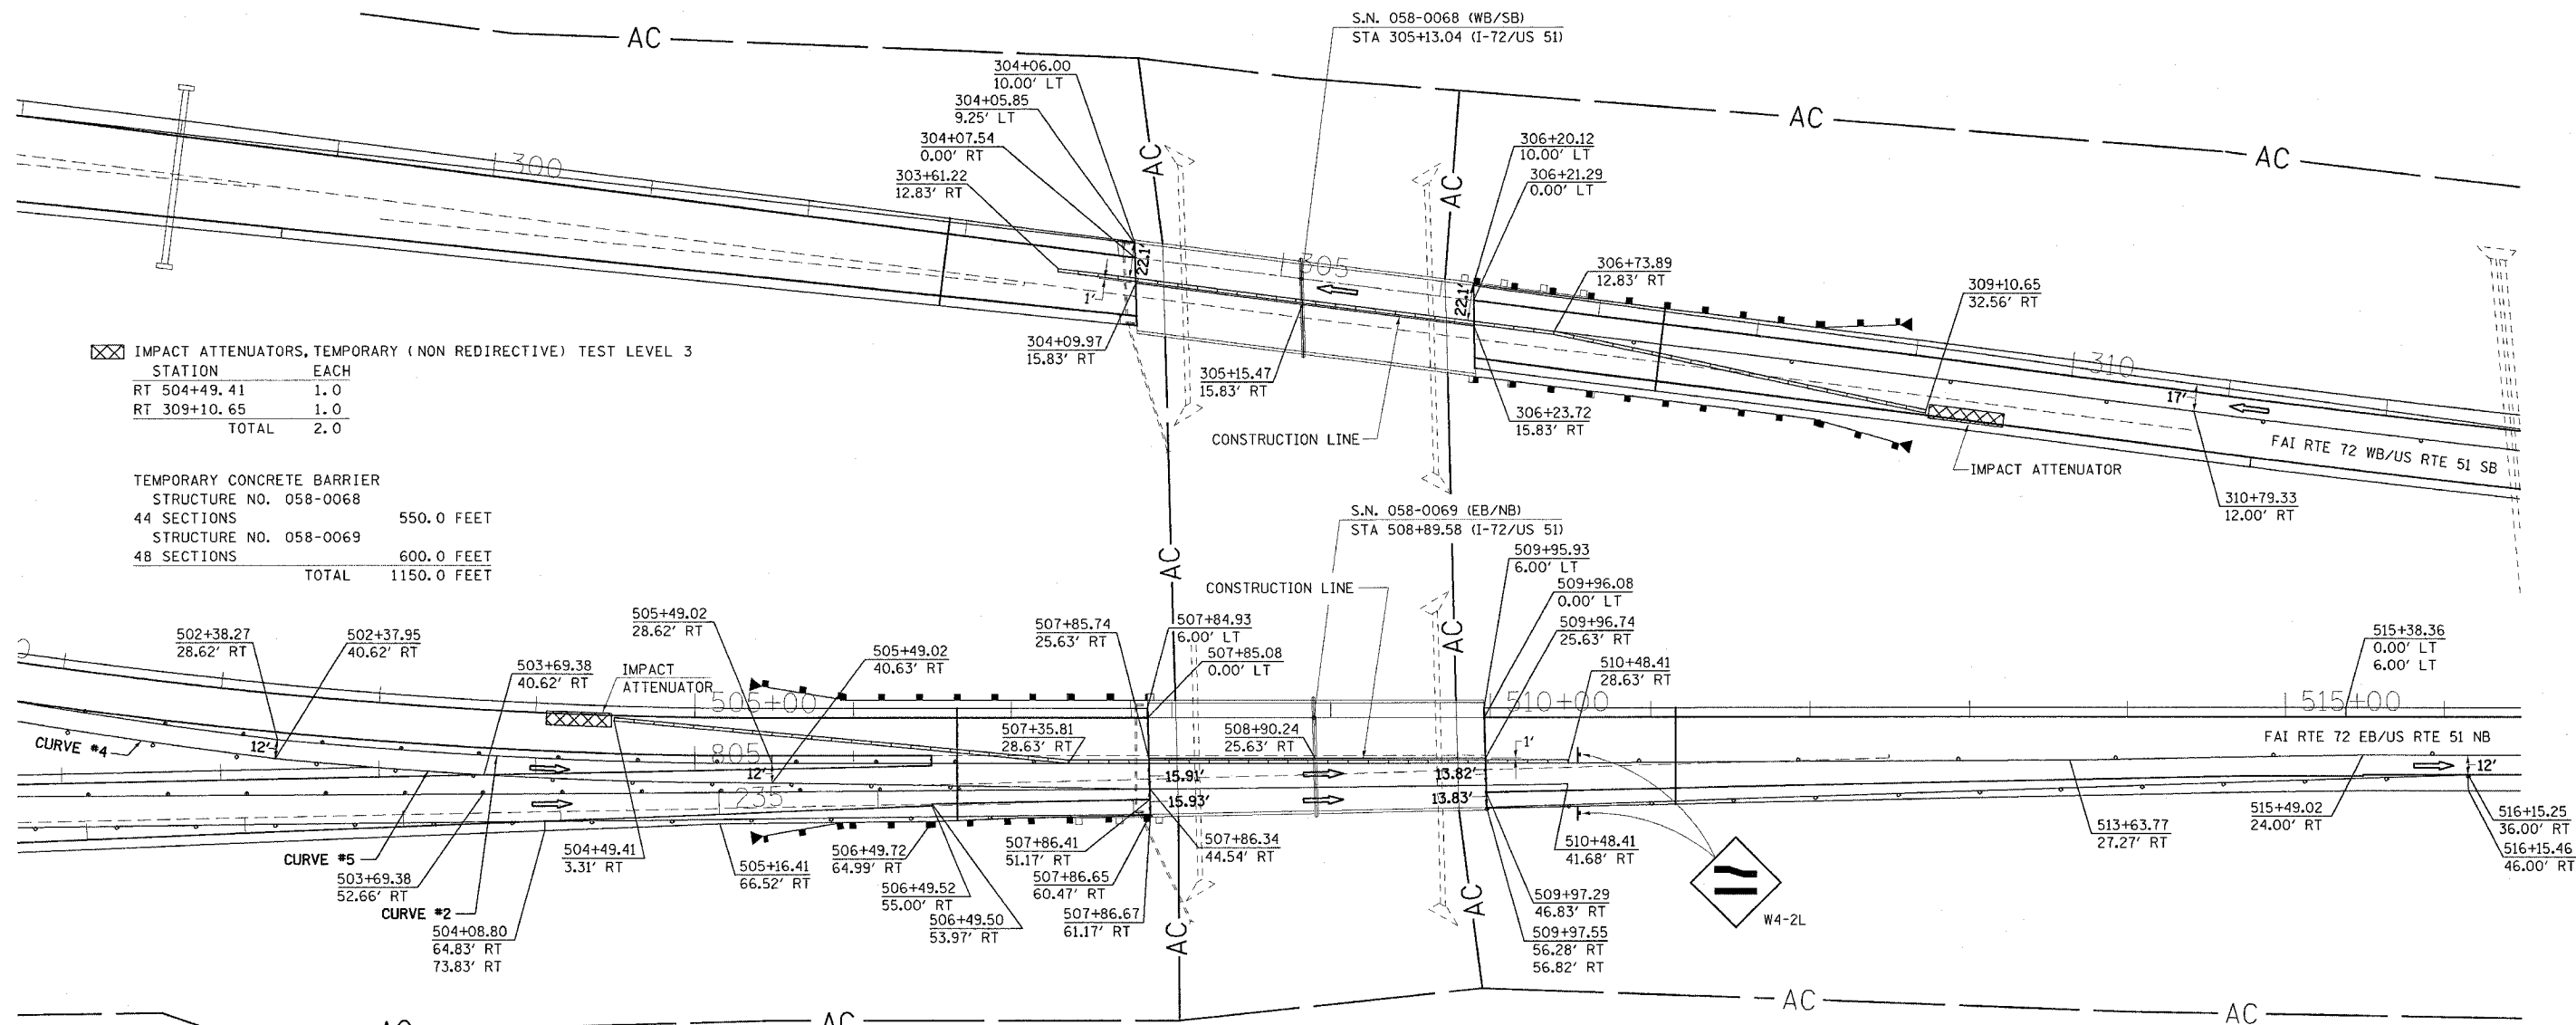 S.N. 058-0068 (WB/SB)
STA 305+13.04 (I-72/US 51)
AC
304+06.00
10.00' LT
304+05.85
9.25' LT
304+07.54
0.00' RT
303+61.22
12.83' RT
AC
AC
AC
AC
300
306+20.12
10.00' LT
306+21.29
0.00' LT
22.1'
305
22.1'
1'
306+73.89
12.83' RT
309+10.65
32.56' RT
310
17'
304+09.97
15.83' RT
305+15.47
15.83' RT
306+23.72
15.83' RT
CONSTRUCTION LINE
IMPACT ATTENUATOR
FAI RTE 72 WB/US RTE 51 SB
310+79.33
12.00' RT
IMPACT ATTENUATORS, TEMPORARY (NON REDIRECTIVE) TEST LEVEL 3
STATION EACH
RT 504+49.41 1.0
RT 309+10.65 1.0
TOTAL 2.0
TEMPORARY CONCRETE BARRIER
STRUCTURE NO. 058-0068
44 SECTIONS 550.0 FEET
STRUCTURE NO. 058-0069
48 SECTIONS 600.0 FEET
TOTAL 1150.0 FEET
S.N. 058-0069 (EB/NB)
STA 508+89.58 (I-72/US 51)
AC
AC
CONSTRUCTION LINE
509+95.93
6.00' LT
509+96.08
0.00' LT
509+96.74
25.63' RT
510+48.41
28.63' RT
502+38.27
28.62' RT
502+37.95
40.62' RT
503+69.38
40.62' RT
IMPACT
ATTENUATOR
505+49.02
28.62' RT
505+49.02
40.63' RT
507+85.74
25.63' RT
507+84.93
6.00' LT
507+85.08
0.00' LT
515+38.36
0.00' LT
6.00' LT
505+00
510+00
515+00
CURVE #4
12'
805
12'
507+35.81
28.63' RT
508+90.24
25.63' RT
1'
FAI RTE 72 EB/US RTE 51 NB
12'
15.91'
13.82'
235
15.93'
13.83'
CURVE #5
503+69.38
52.66' RT
CURVE #2
504+08.80
64.83' RT
73.83' RT
504+49.41
3.31' RT
505+16.41
66.52' RT
506+49.72
64.99' RT
506+49.52
55.00' RT
506+49.50
53.97' RT
507+86.41
51.17' RT
507+86.65
60.47' RT
507+86.67
61.17' RT
507+86.34
44.54' RT
510+48.41
41.68' RT
509+97.29
46.83' RT
509+97.55
56.28' RT
56.82' RT
W4-2L
513+63.77
27.27' RT
515+49.02
24.00' RT
516+15.25
36.00' RT
516+15.46
46.00' RT
AC
AC
AC
AC
AC
AC